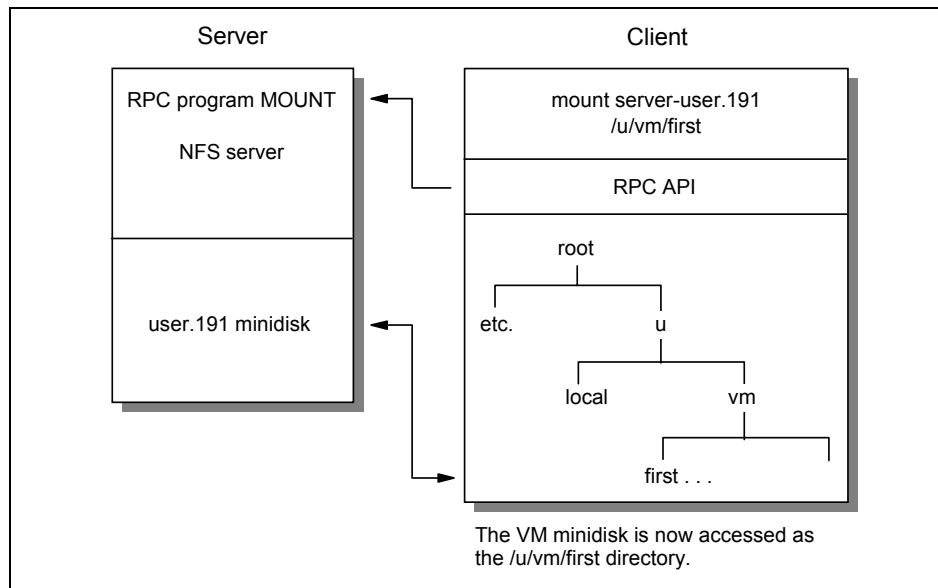 Server
Client
RPC program MOUNT
NFS server
user.191 minidisk
mount server-user.191
/u/vm/first
RPC API
root
etc.
u
local
vm
first . . .
The VM minidisk is now accessed as
the /u/vm/first directory.